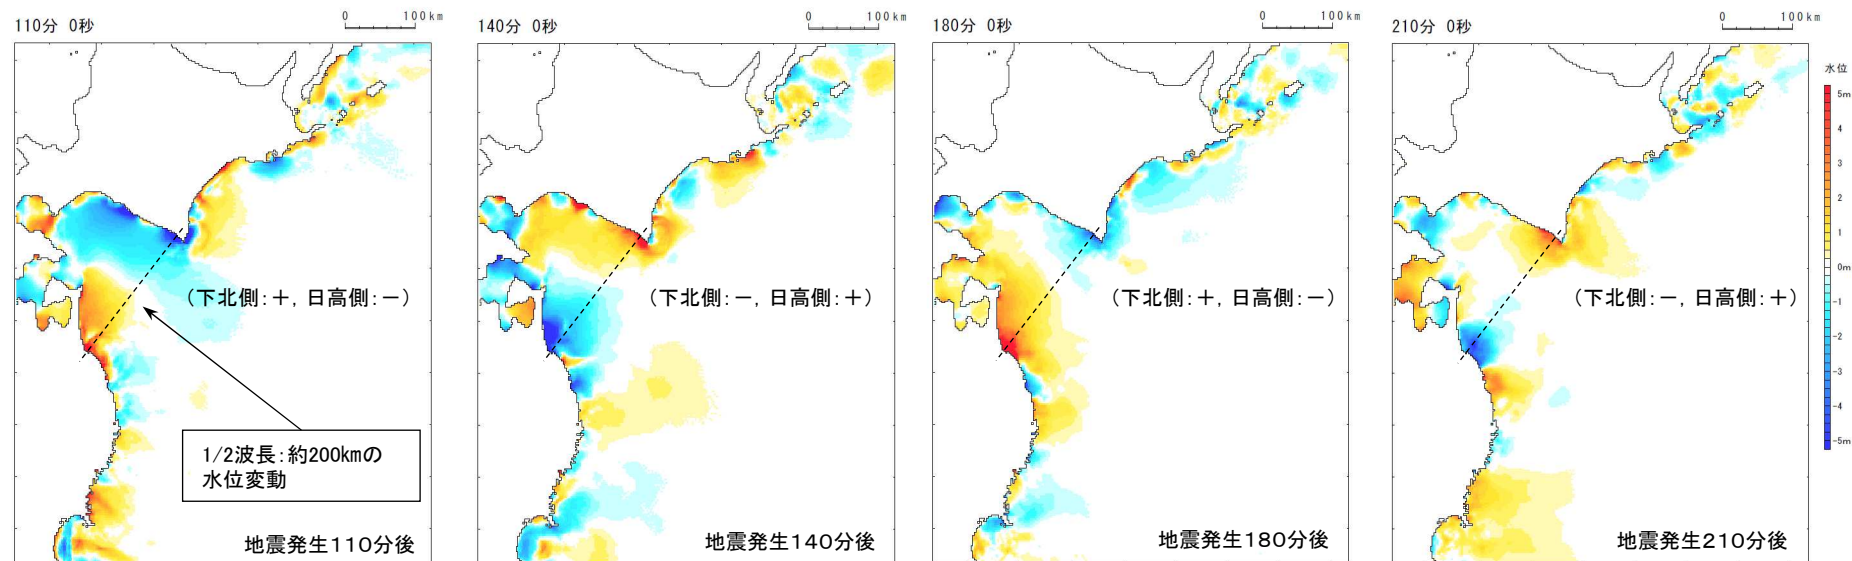 110分 0秒
0 100km
(下北側:＋, 日高側:－)
1/2波長:約200kmの
水位変動
地震発生110分後
140分 0秒
0 100km
(下北側:－, 日高側:＋)
地震発生140分後
180分 0秒
0 100km
(下北側:＋, 日高側:－)
地震発生180分後
210分 0秒
0 100km
(下北側:－, 日高側:＋)
地震発生210分後
水位
5m
4
3
2
1
0m
-1
-2
-3
-4
-5m